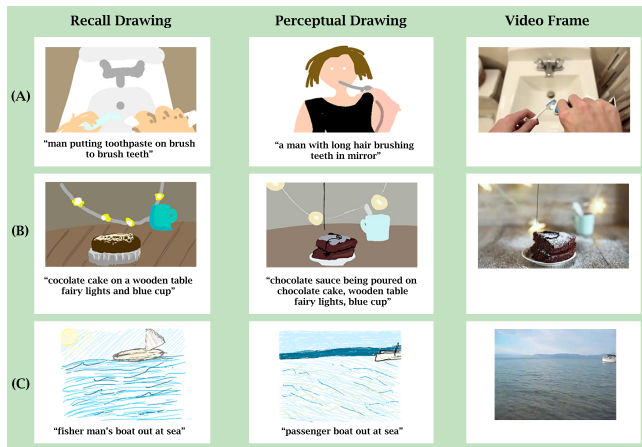 Recall Drawing
Perceptual Drawing
Video Frame
(A)
"man putting toothpaste on brush
to brush teeth"
"a man with long hair brushing
teeth in mirror"
(B)
"cocolate cake on a wooden table
fairy lights and blue cup"
"chocolate sauce being poured on
chocolate cake, wooden table
fairy lights, blue cup"
(C)
"fisher man's boat out at sea"
"passenger boat out at sea"